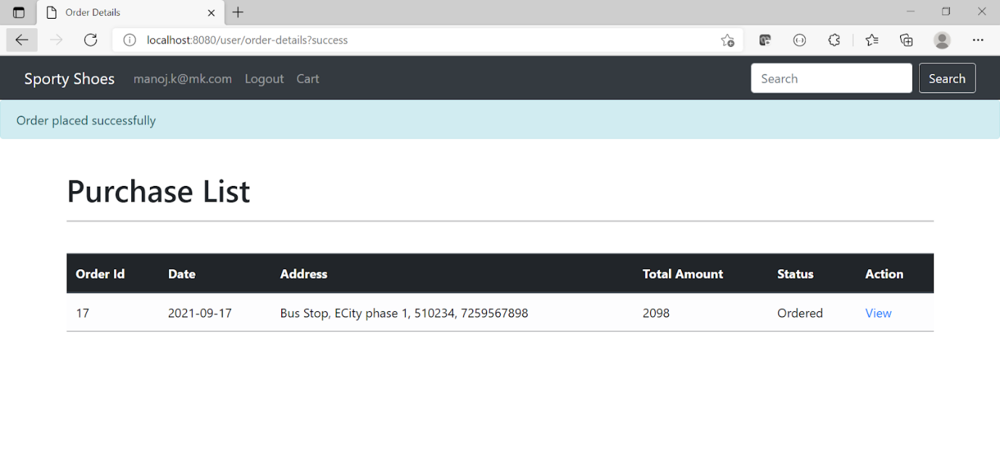 Order Details
localhost:8080/user/order-details?success
Sporty Shoes manoj.k@mk.com Logout Cart Search Search
Order placed successfully
Purchase List
Order Id Date Address Total Amount Status Action
17 2021-09-17 Bus Stop, ECity phase 1, 510234, 7259567898 2098 Ordered View